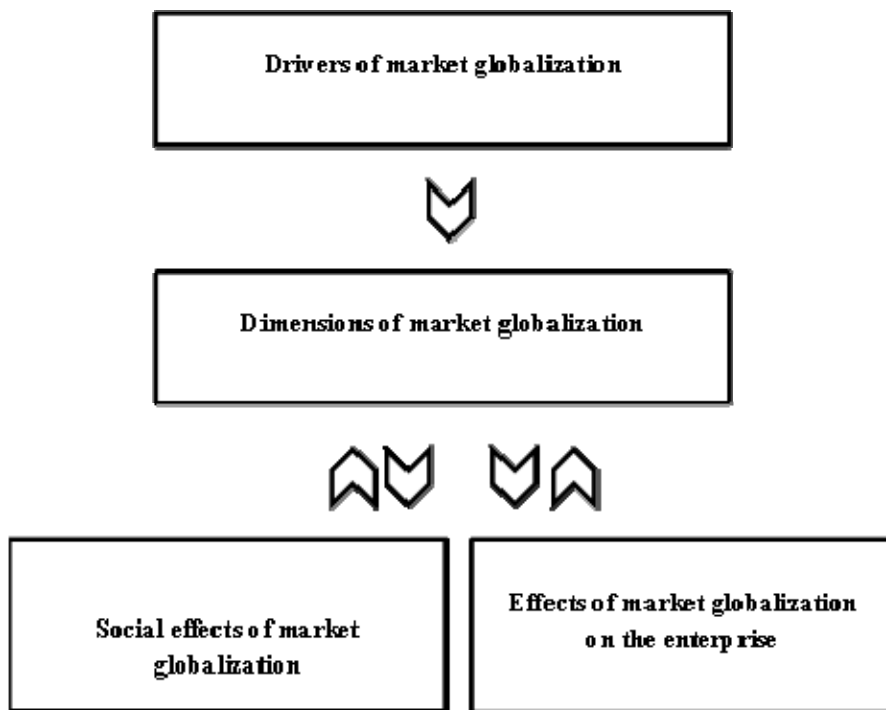 Drivers of market globalization
Dimensions of market globalization
Social effects of market
globalization
Effects of market globalization
on the enterprise